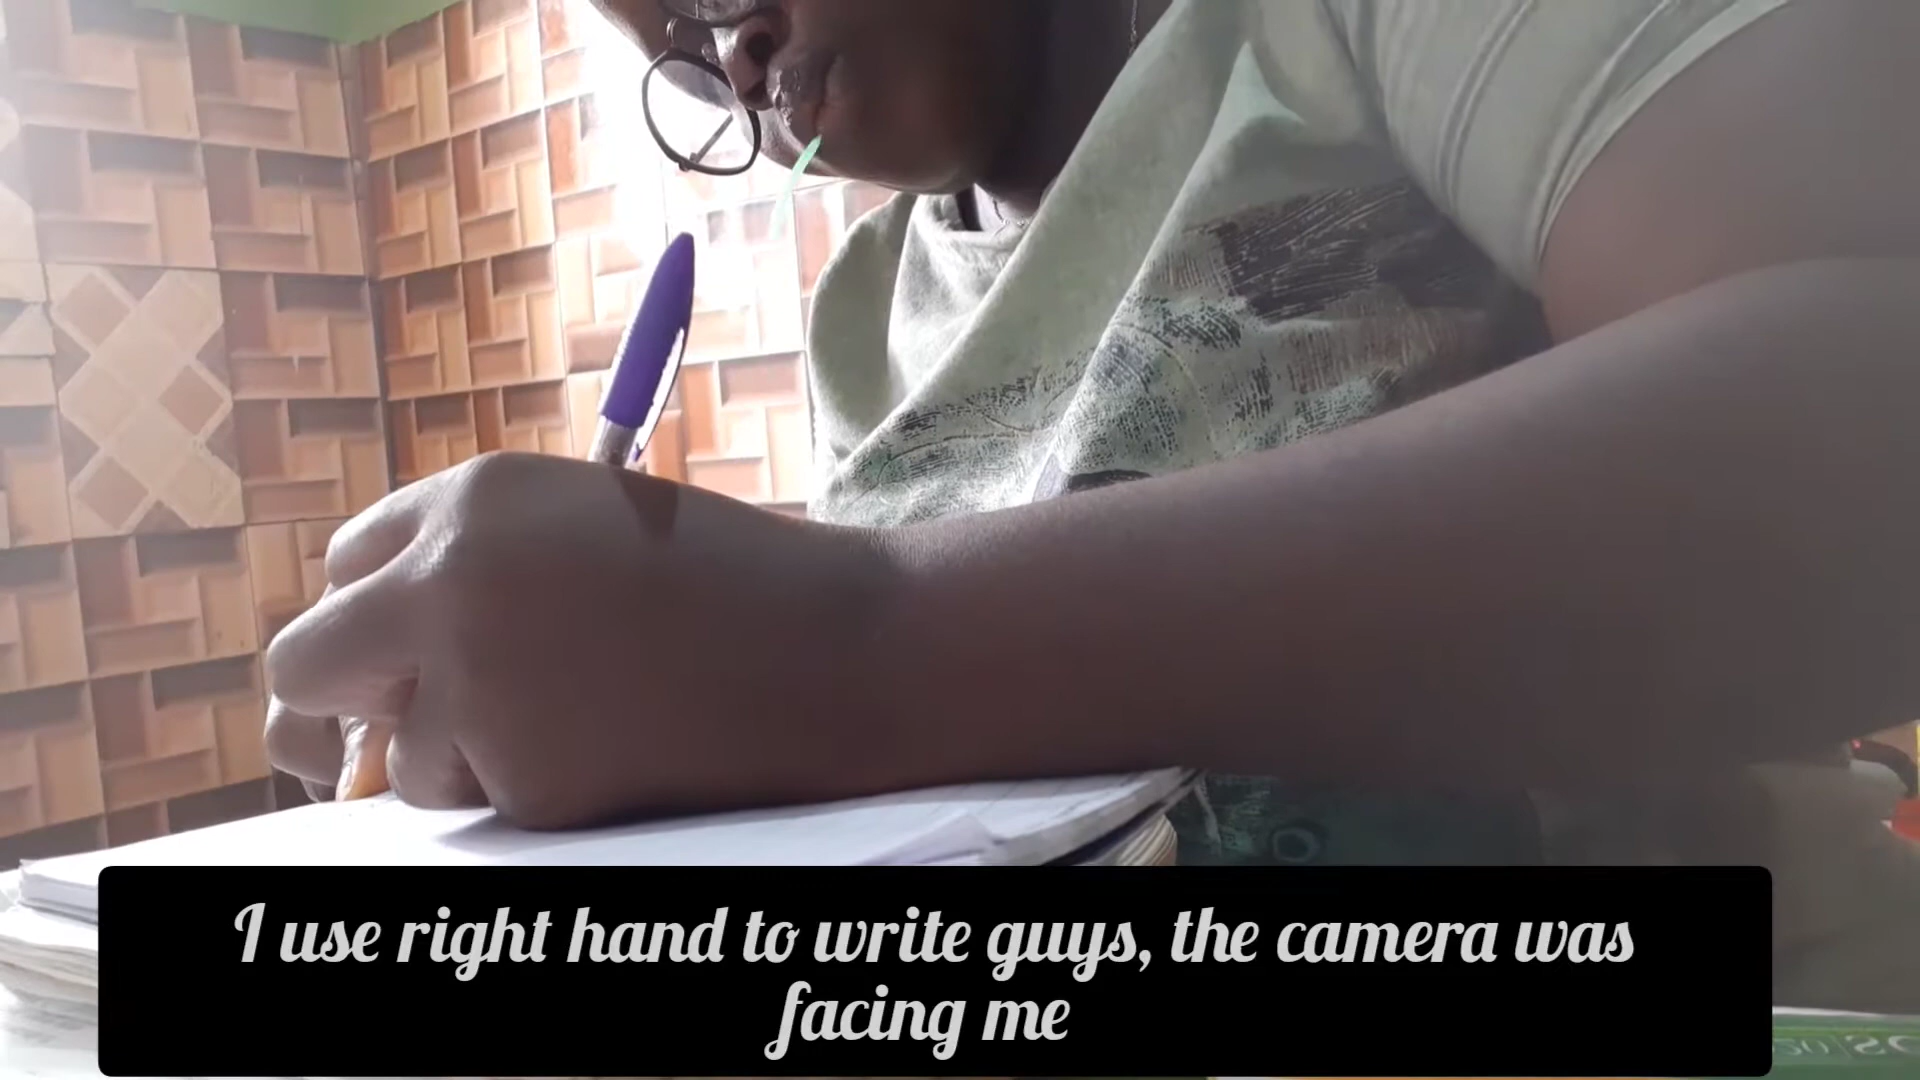 I use right hand to write guys, the camera was
facing me